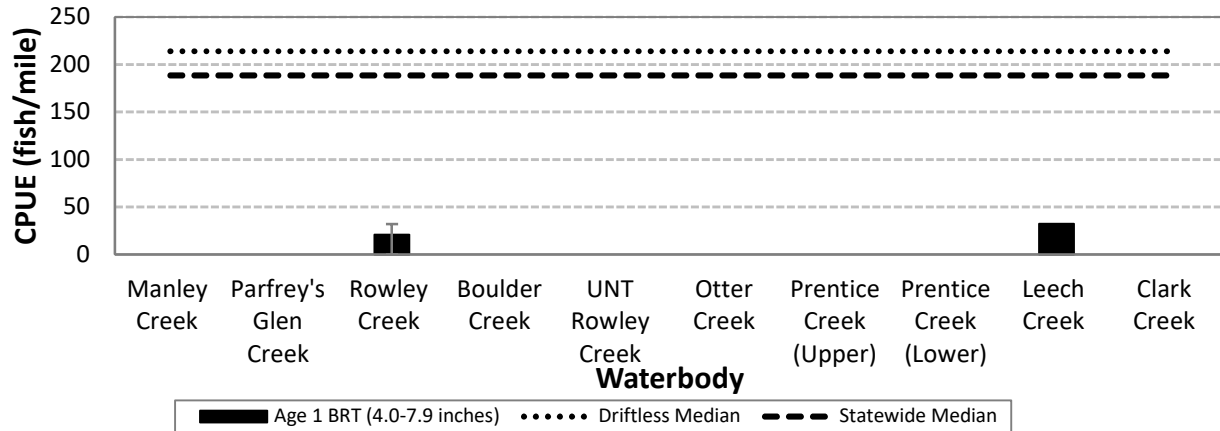 250
200
150
100
50
0
CPUE (fish/mile)
Manley
Creek
Parfrey's
Glen
Creek
Rowley
Creek
Boulder
Creek
UNT
Rowley
Creek
Otter
Creek
Prentice
Creek
(Upper)
Prentice
Creek
(Lower)
Leech
Creek
Clark
Creek
Waterbody
Age 1 BRT (4.0-7.9 inches)
Driftless Median
Statewide Median